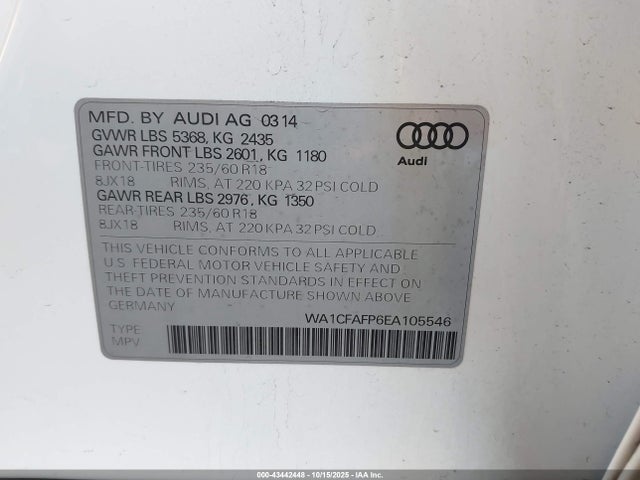 MFD. BY AUDI AG 03 14
GVWR LBS 5368, KG 2435
GAWR FRONT LBS 2601, KG 1180
FRONT-TIRES 235/60 R18
8JX18 RIMS, AT 220 KPA 32 PSI COLD
GAWR REAR LBS 2976, KG 1350
REAR-TIRES 235/60 R18
8JX18 RIMS, AT 220 KPA 32 PSI COLD
Audi
THIS VEHICLE CONFORMS TO ALL APPLICABLE
U.S. FEDERAL MOTOR VEHICLE SAFETY AND
THEFT PREVENTION STANDARDS IN EFFECT ON
THE DATE OF MANUFACTURE SHOWN ABOVE
GERMANY
WA1CFAFP6EA105546
TYPE
MPV
000-43442448 - 10/15/2025 - IAAI.COM